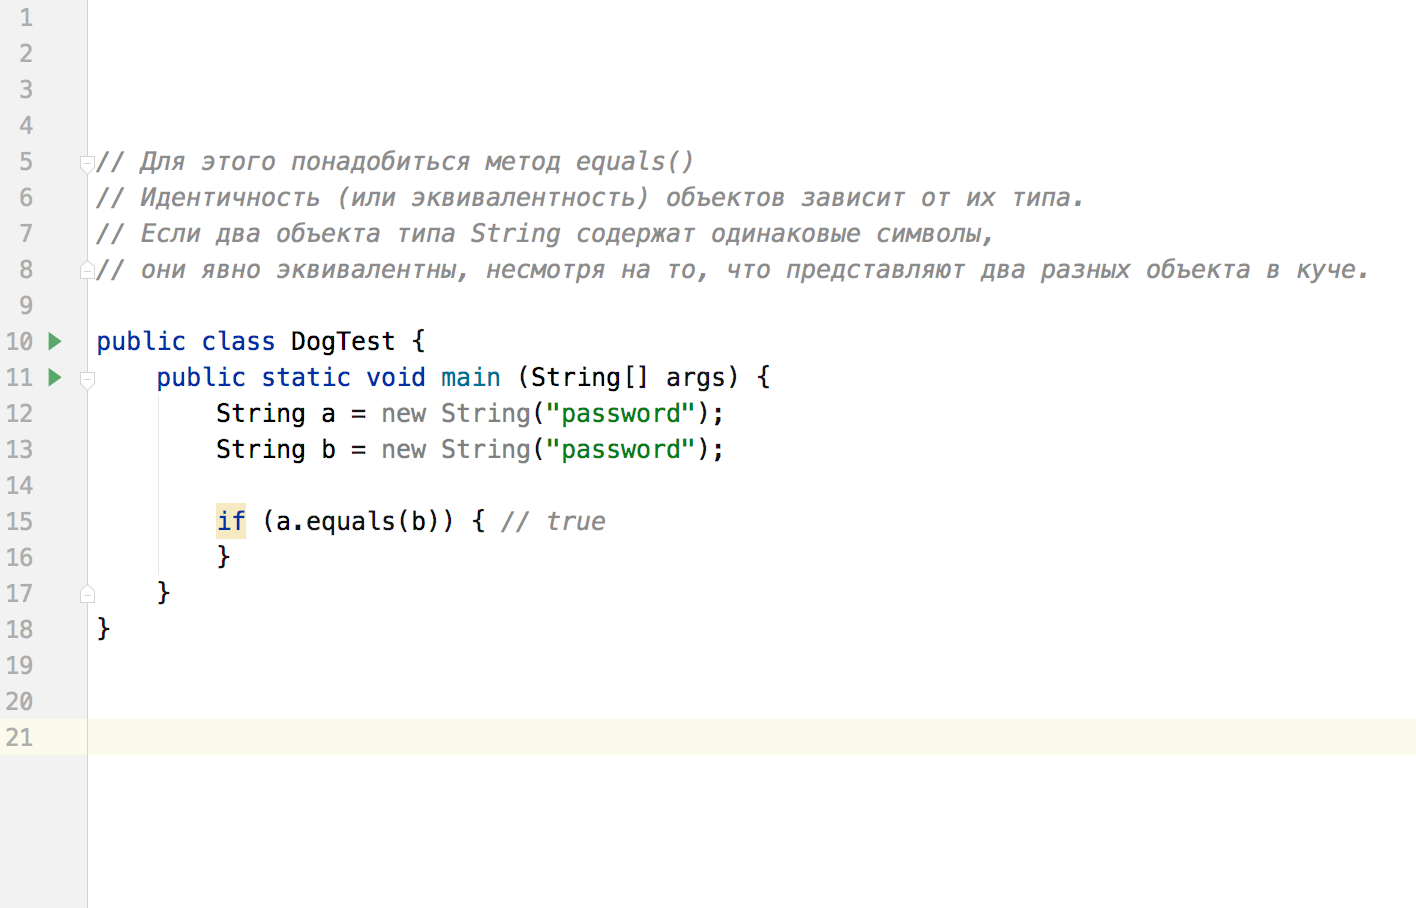 1
2
3
4
5 // Для этого понадобиться метод equals()
6 // Идентичность (или эквивалентность) объектов зависит от их типа.
7 // Если два объекта типа String содержат одинаковые символы,
8 // они явно эквивалентны, несмотря на то, что представляют два разных объекта в куче.
9
10 public class DogTest {
11 public static void main (String[] args) {
12 String a = new String("password");
13 String b = new String("password");
14
15 if (a.equals(b)) { // true
16 }
17 }
18 }
19
20
21